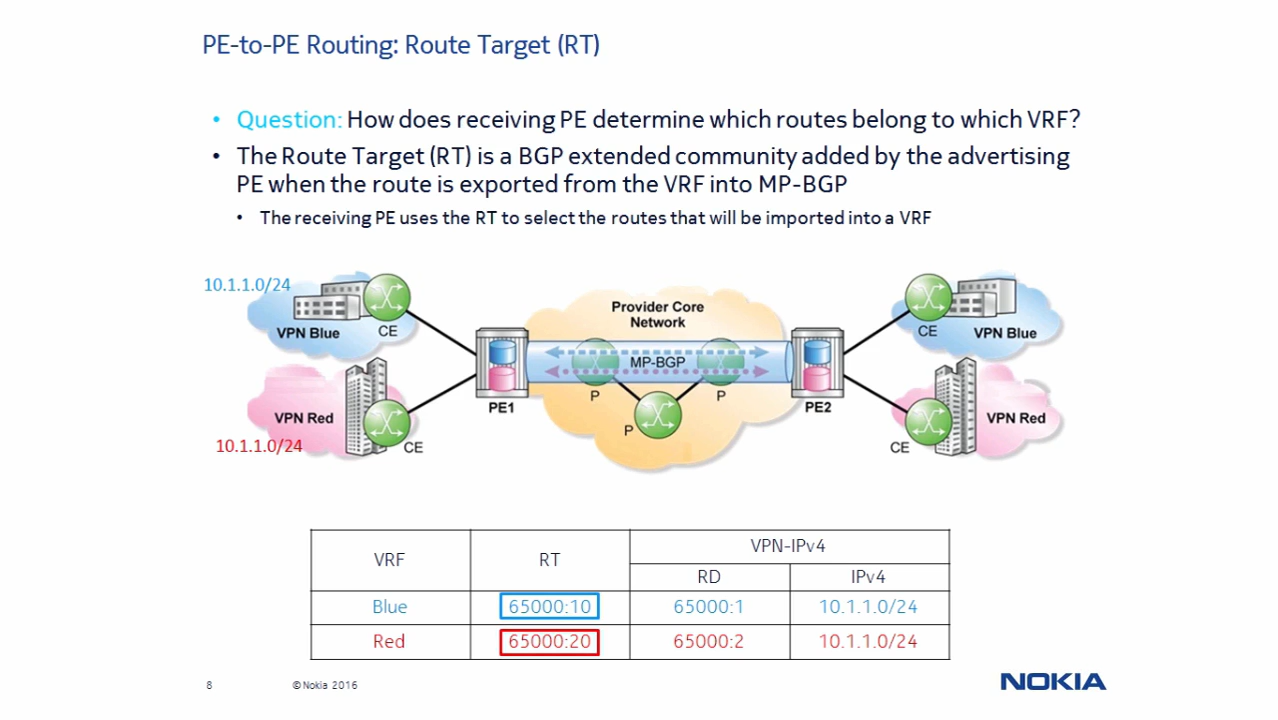 PE-to-PE Routing: Route Target (RT)
• Question: How does receiving PE determine which routes belong to which VRF?
• The Route Target (RT) is a BGP extended community added by the advertising
PE when the route is exported from the VRF into MP-BGP
• The receiving PE uses the RT to select the routes that will be imported into a VRF
10.1.1.0/24
VPN Blue
CE
VPN Red
10.1.1.0/24
CE
PE1
Provider Core
Network
MP-BGP
P
P
P
PE2
CE
VPN Blue
VPN Red
CE
VRF RT VPN-IPv4
RD IPv4
Blue 65000:10 65000:1 10.1.1.0/24
Red 65000:20 65000:2 10.1.1.0/24
8 © Nokia 2016
NOKIA